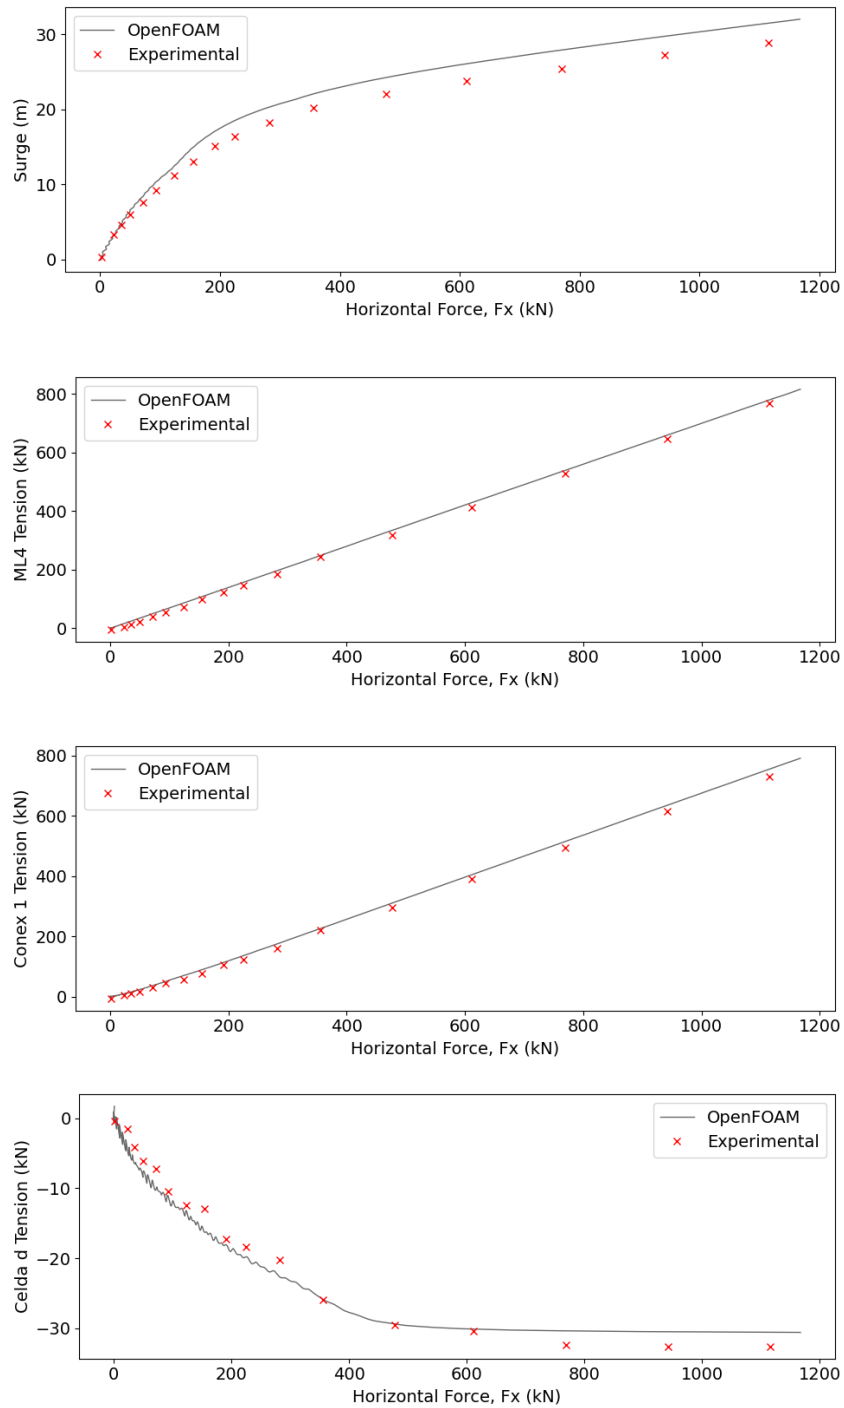 OpenFOAM
Experimental
30
20
10
0
Surge (m)
0 200 400 600 800 1000 1200
Horizontal Force, Fx (kN)
OpenFOAM
Experimental
800
600
400
200
0
ML4 Tension (kN)
0 200 400 600 800 1000 1200
Horizontal Force, Fx (kN)
OpenFOAM
Experimental
800
600
400
200
0
Conex 1 Tension (kN)
0 200 400 600 800 1000 1200
Horizontal Force, Fx (kN)
OpenFOAM
Experimental
0
−10
−20
−30
Celda d Tension (kN)
0 200 400 600 800 1000 1200
Horizontal Force, Fx (kN)